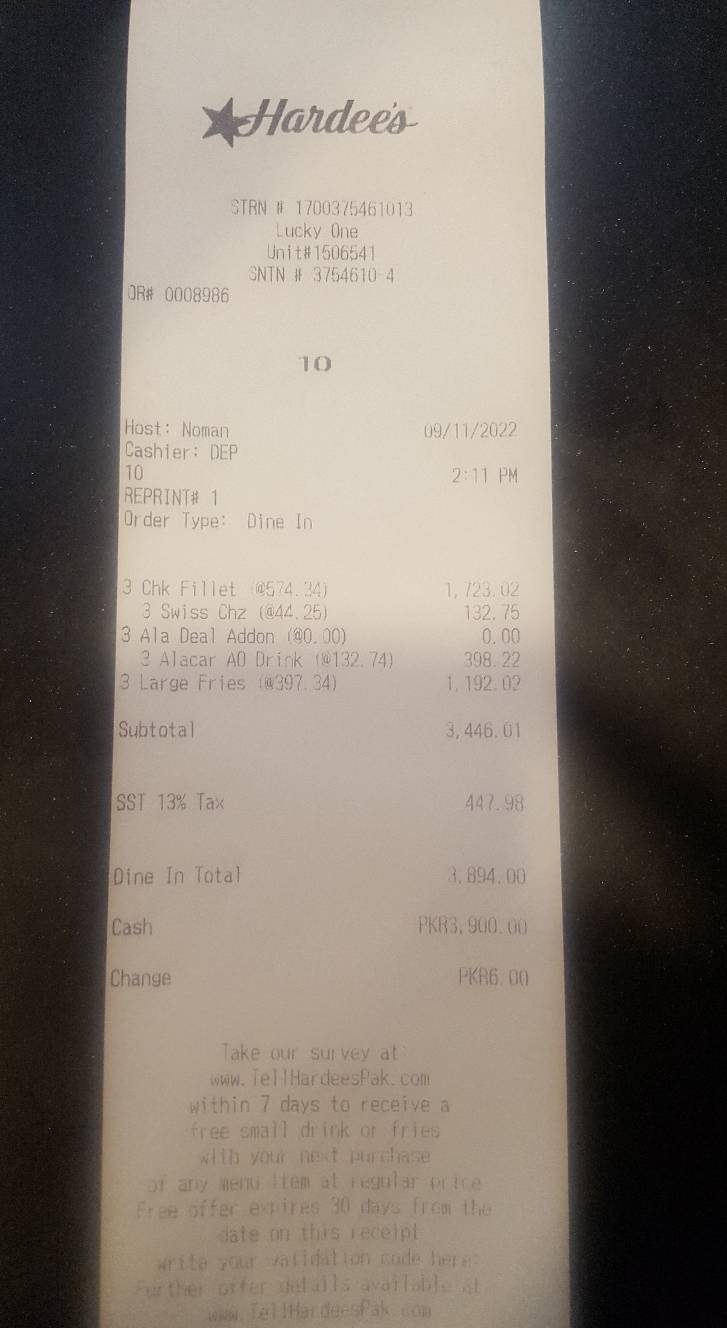 Hardee's
STRN # 1700375461013
Lucky One
Unit#1506541
SNTN # 3754610-4
OR# 0008986
10
Host: Noman 09/11/2022
Cashier: DEP
10 2:11 PM
REPRINT# 1
Order Type: Dine In
3 Chk Fillet (@574.34) 1,723.02
3 Swiss Chz (@44.25) 132.75
3 Ala Deal Addon (@0.00) 0.00
3 Alacar AO Drink (@132.74) 398.22
3 Large Fries (@397.34) 1,192.02
Subtotal 3,446.01
SST 13% Tax 447.98
Dine In Total 3,894.00
Cash PKR3,900.00
Change PKR6.00
Take our survey at
www.TellHardeesPak.com
within 7 days to receive a
free small drink or fries
with your next purchase
of any menu item at regular price
Free offer expires 30 days from the
date on this receipt
write your validation code here:
Further offer details available at
www.TellHardeesPak.com